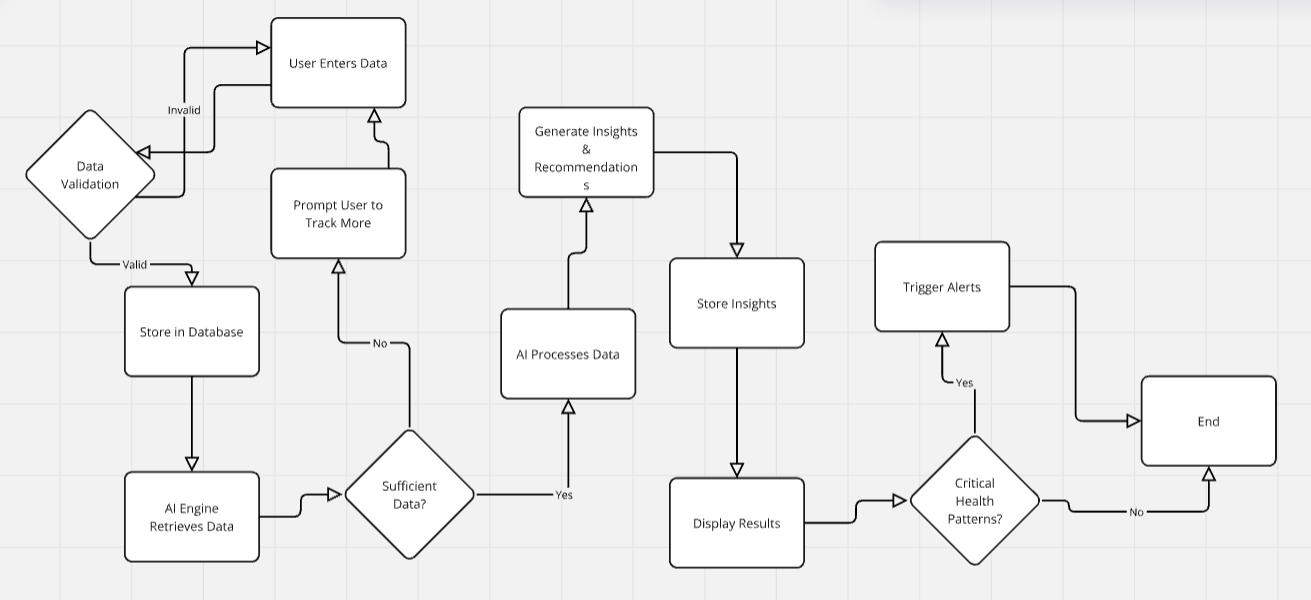 User Enters Data
Invalid
Data
Validation
Valid
Store in Database
AI Engine
Retrieves Data
Sufficient
Data?
No
Prompt User to
Track More
Yes
AI Processes Data
Generate Insights
&
Recommendation
s
Store Insights
Display Results
Critical
Health
Patterns?
Yes
Trigger Alerts
No
End